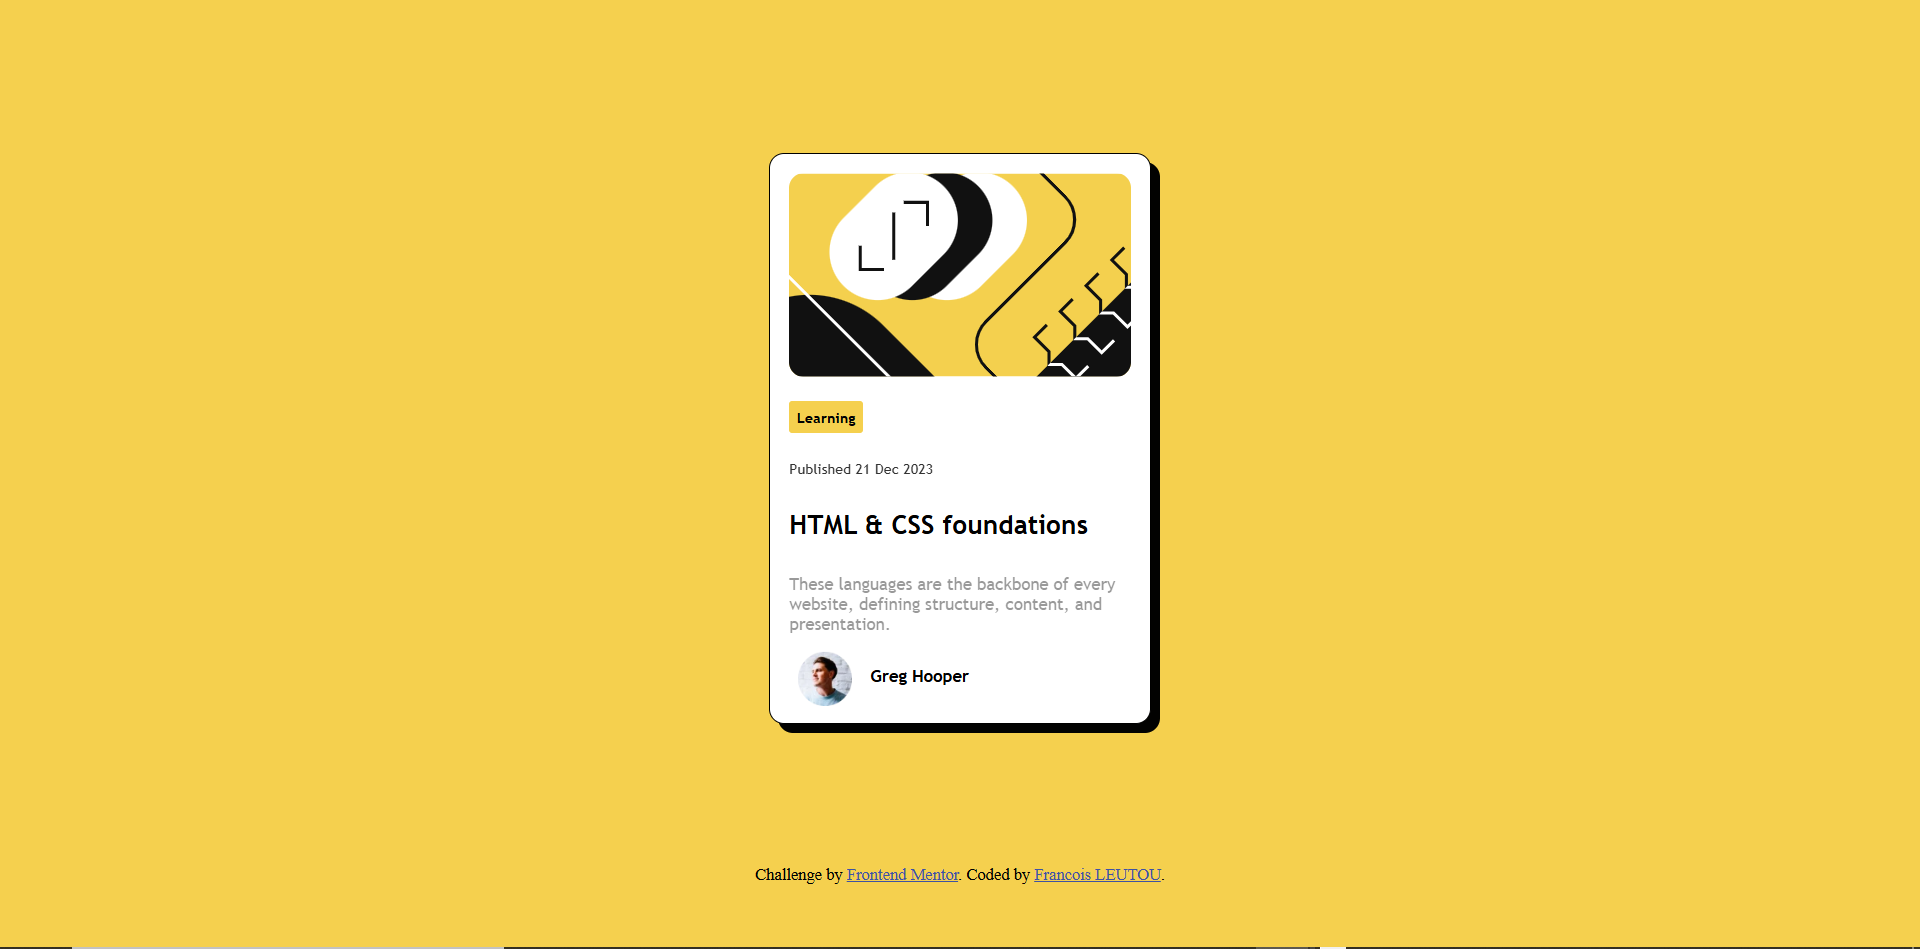 Learning
Published 21 Dec 2023
HTML & CSS foundations
These languages are the backbone of every
website, defining structure, content, and
presentation.
Greg Hooper
Challenge by Frontend Mentor. Coded by Francois LEUTOU.